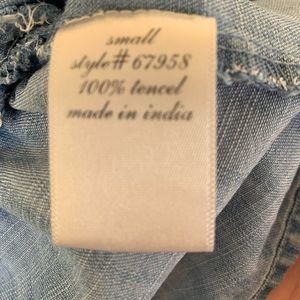 small
style# 67958
100% tencel
made in india